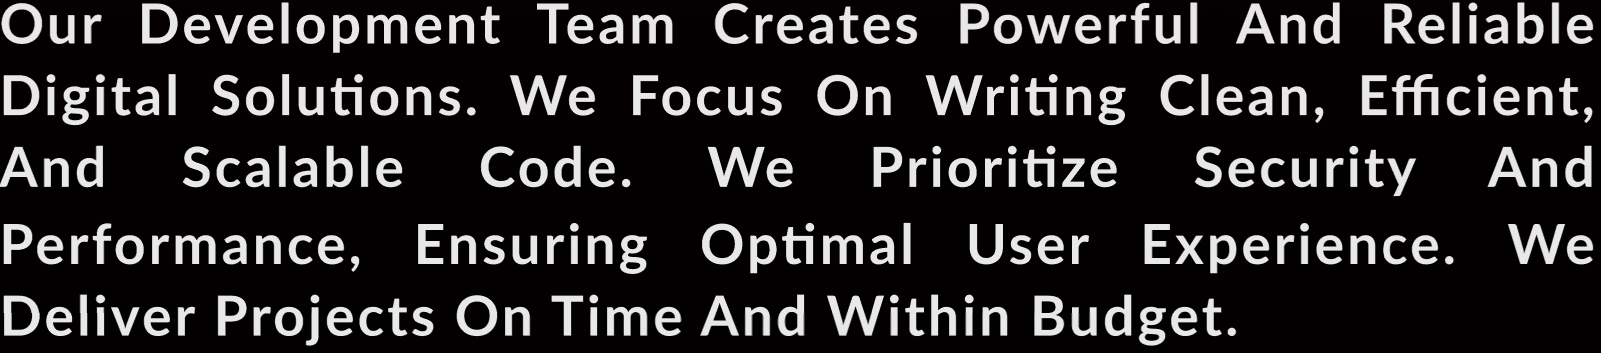 Our Development Team Creates Powerful And Reliable
Digital Solutions. We Focus On Writing Clean, Efficient,
And Scalable Code. We Prioritize Security And
Performance, Ensuring Optimal User Experience. We
Deliver Projects On Time And Within Budget.